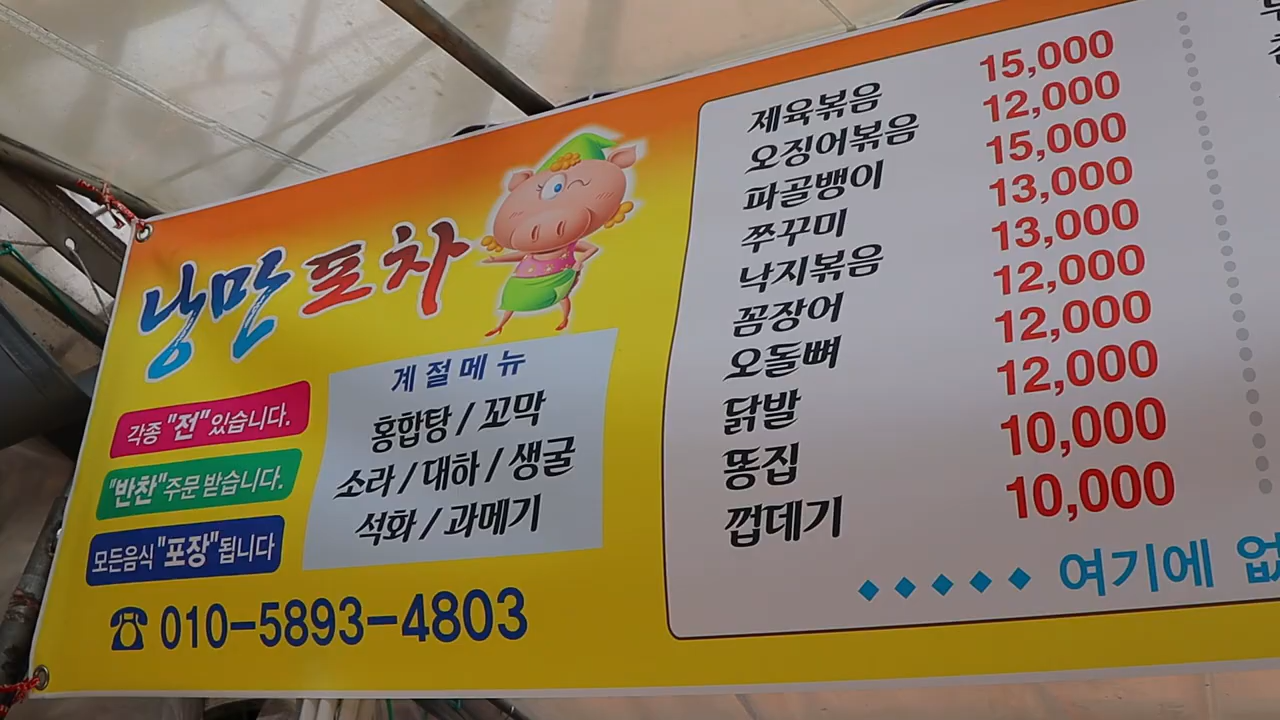 낭만포차
각종 "전" 있습니다.
"반찬" 주문 받습니다.
모든음식 "포장" 됩니다
계절메뉴
홍합탕 / 꼬막
소라 / 대하 / 생굴
석화 / 과메기
010-5893-4803
제육볶음 15,000
오징어볶음 12,000
파골뱅이 15,000
쭈꾸미 13,000
낙지볶음 13,000
꼼장어 12,000
오돌뼈 12,000
닭발 12,000
똥집 10,000
껍데기 10,000
여기에 없